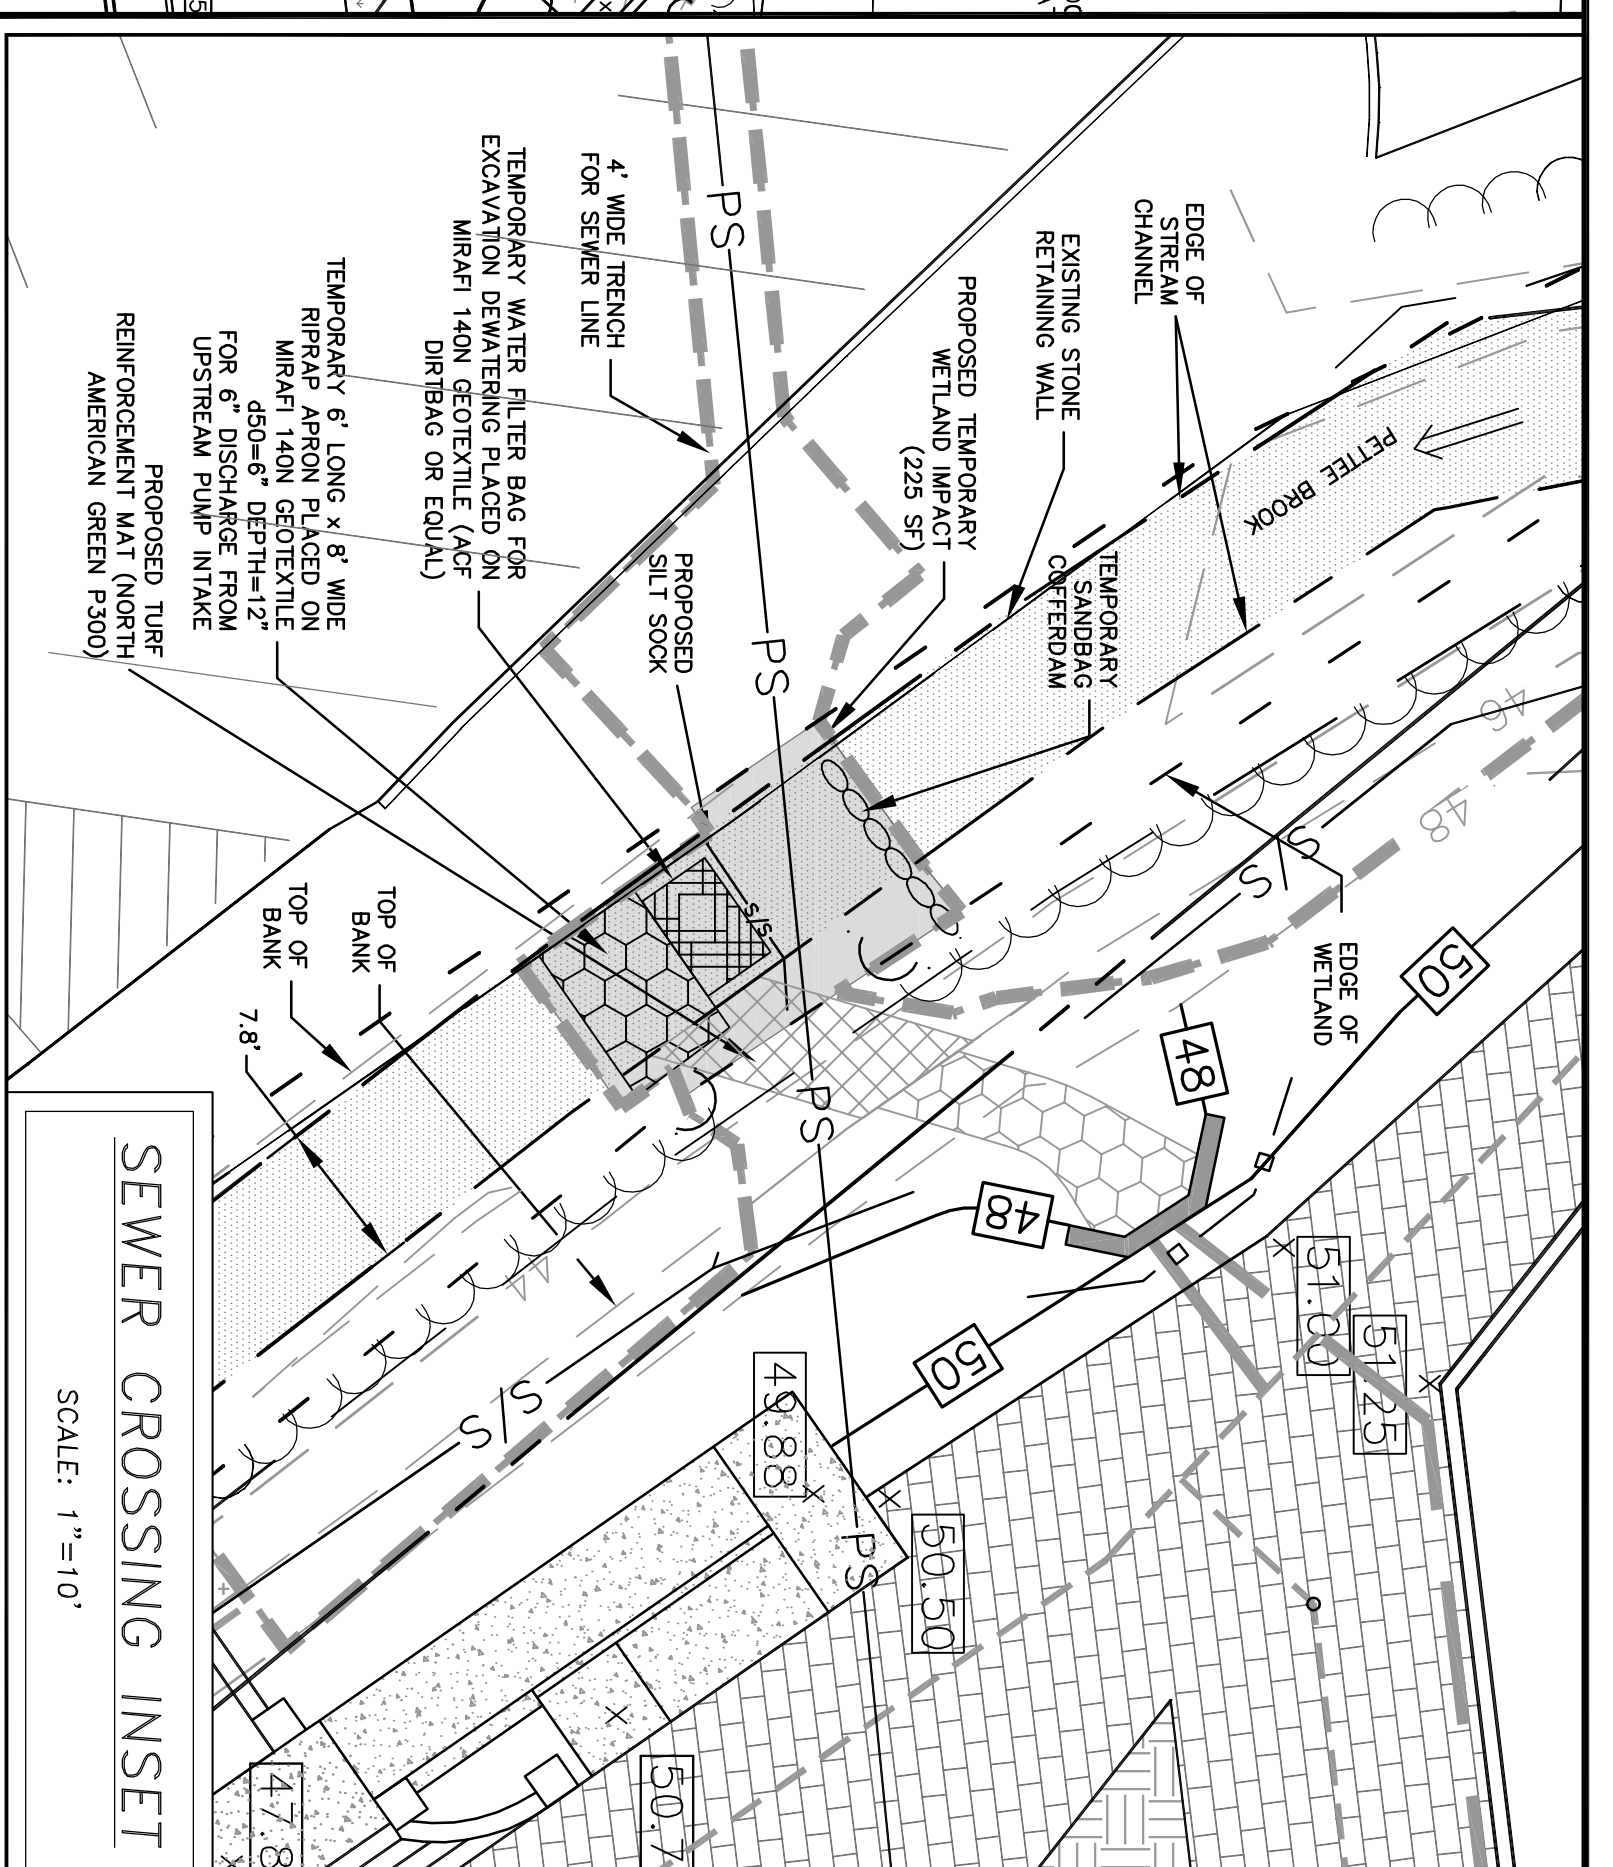 EDGE OF
STREAM
CHANNEL
EXISTING STONE
RETAINING WALL
PROPOSED TEMPORARY
WETLAND IMPACT
(225 SF)
TEMPORARY
SANDBAG
COFFERDAM
PETTEE BROOK
4' WIDE TRENCH
FOR SEWER LINE
TEMPORARY WATER FILTER BAG FOR
EXCAVATION DEWATERING PLACED ON
MIRAFI 140N GEOTEXTILE (ACF
DIRTBAG OR EQUAL)
PROPOSED
SILT SOCK
TEMPORARY 6' LONG x 8' WIDE
RIPRAP APRON PLACED ON
MIRAFI 140N GEOTEXTILE
d50=6" DEPTH=12"
FOR 6" DISCHARGE FROM
UPSTREAM PUMP INTAKE
PROPOSED TURF
REINFORCEMENT MAT (NORTH
AMERICAN GREEN P300)
EDGE OF
WETLAND
TOP OF
BANK
TOP OF
BANK
7.8'
PS
PS
PS
PS
S/S
S/S
S/S
46
48
44
50
48
48
50
51.00
51.25
49.88
50.50
50.7
47.8
SEWER CROSSING INSET
SCALE: 1"=10'